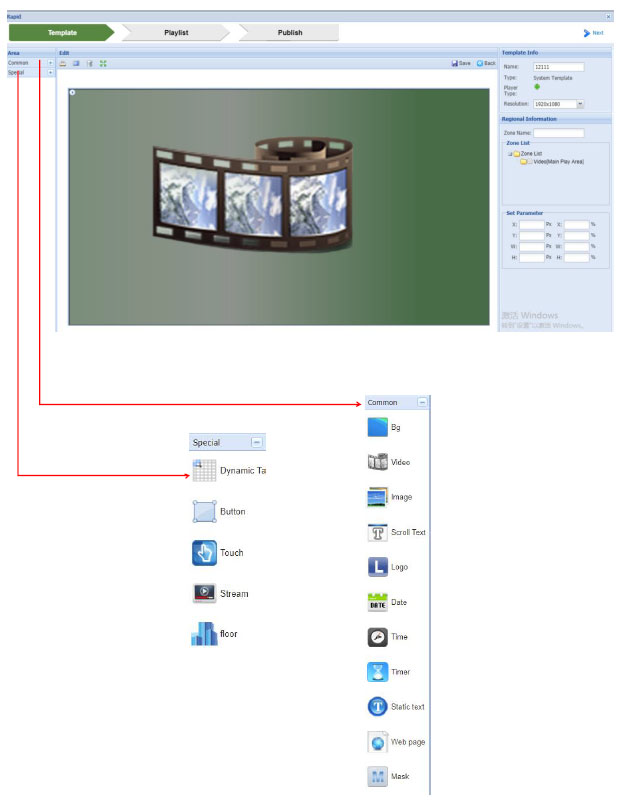 Rapid
Template
Playlist
Publish
Next
Area
Common
Special
Edit
Save
Back
Template Info
Name: 12111
Type: System Template
Player
Type:
Resolution: 1920x1080
Regional Information
Zone Name:
Zone List
Zone List
Video[Main Play Area]
Set Parameter
X: Px X: %
Y: Px Y: %
W: Px W: %
H: Px H: %
激活 Windows
转到"设置"以激活 Windows。
Special
Dynamic Ta
Button
Touch
Stream
floor
Common
Bg
Video
Image
Scroll Text
Logo
DATE
Date
Time
Timer
Static text
Web page
Mask